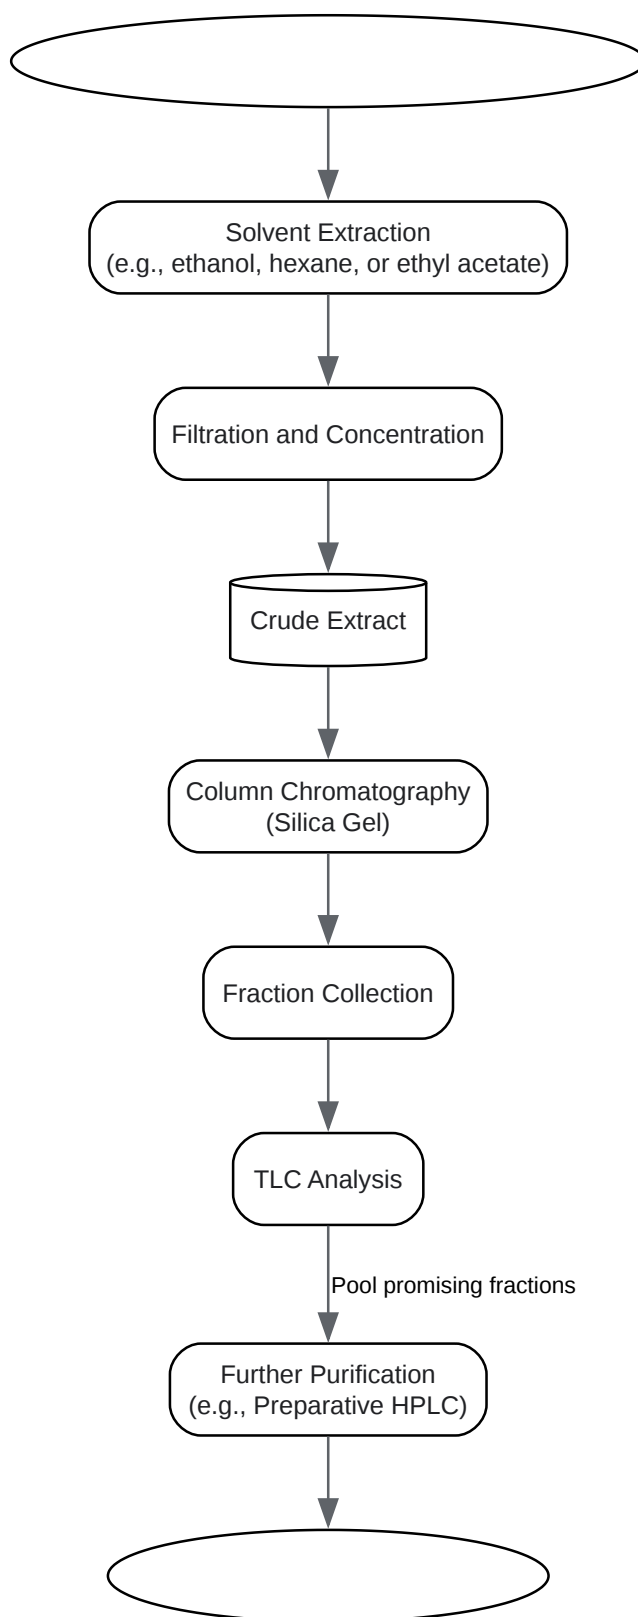 Solvent Extraction
(e.g., ethanol, hexane, or ethyl acetate)
Filtration and Concentration
Crude Extract
Column Chromatography
(Silica Gel)
Fraction Collection
TLC Analysis
Pool promising fractions
Further Purification
(e.g., Preparative HPLC)